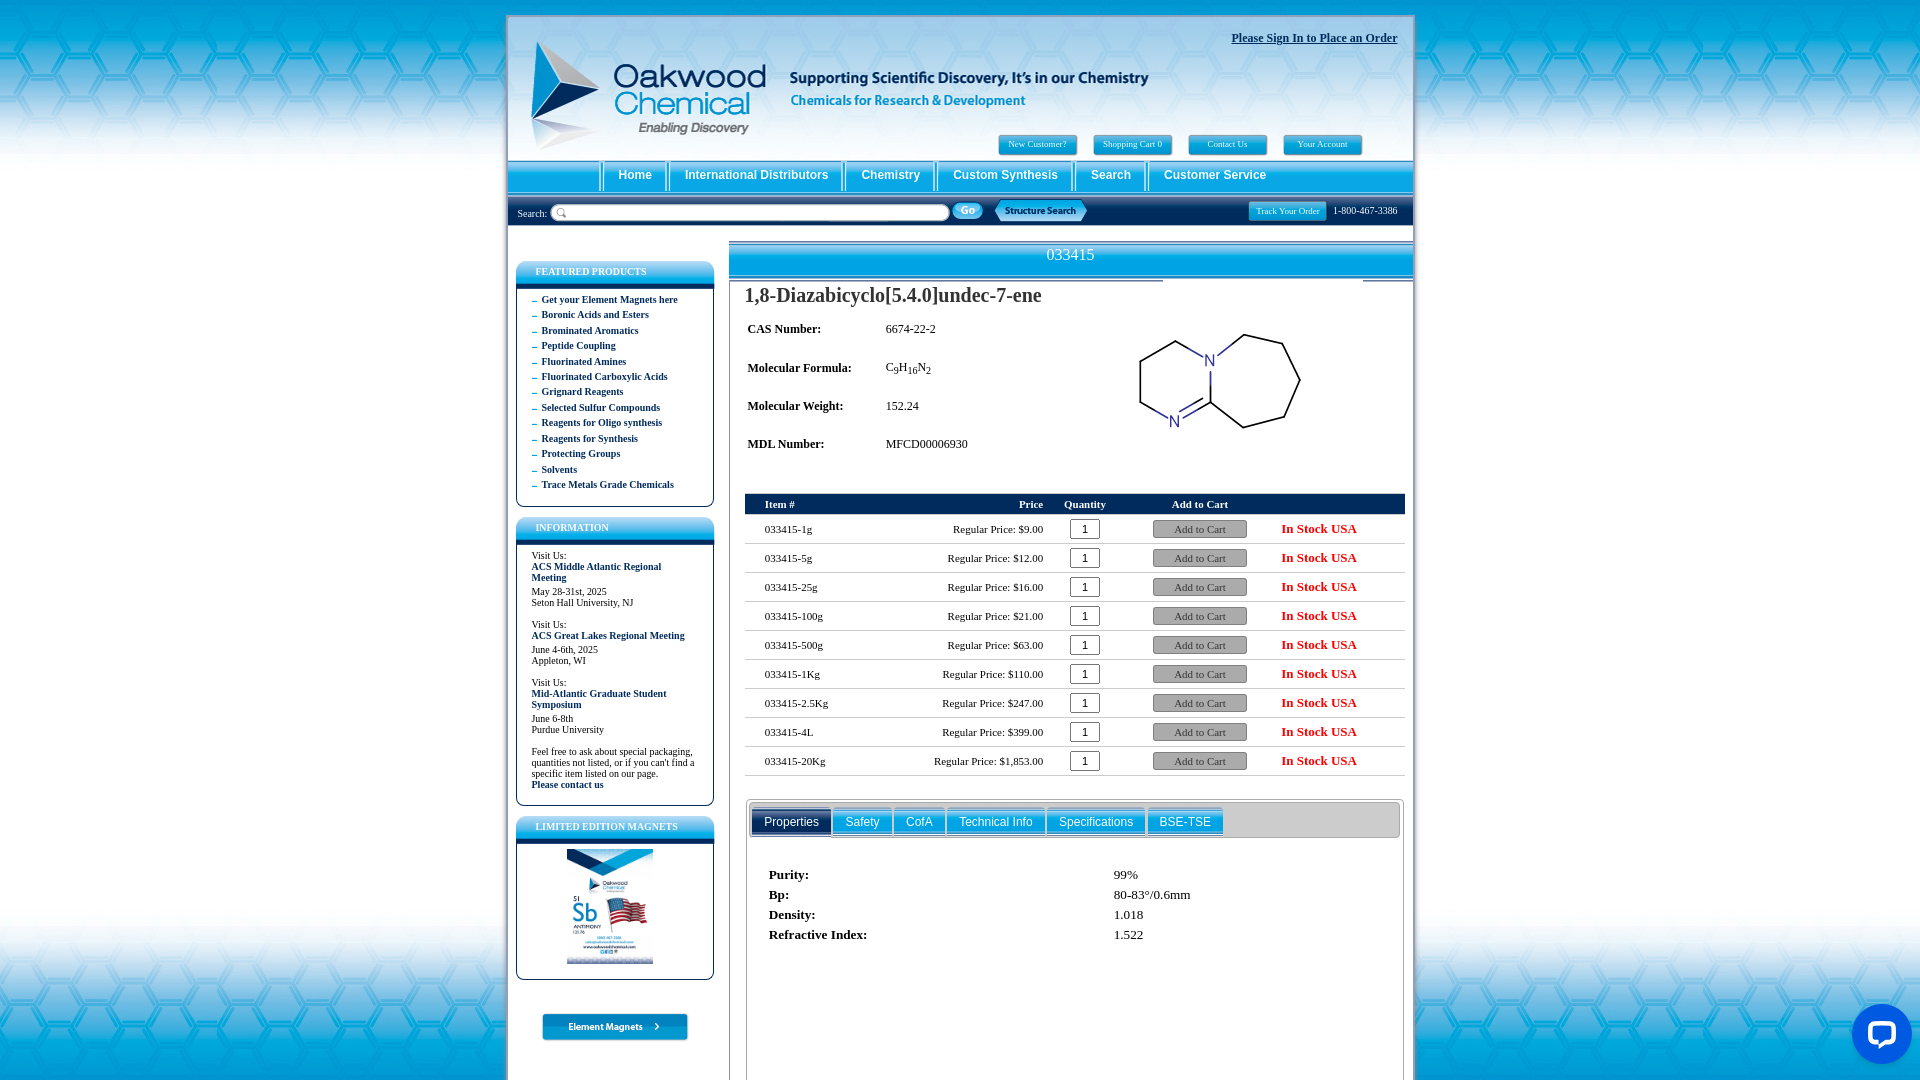 Please Sign In to Place an Order
Oakwood
Chemical
Enabling Discovery
Supporting Scientific Discovery, It's in our Chemistry
Chemicals for Research & Development
New Customer?
Shopping Cart 0
Contact Us
Your Account
Home
International Distributors
Chemistry
Custom Synthesis
Search
Customer Service
Search:
Go
Structure Search
Track Your Order
1-800-467-3386
FEATURED PRODUCTS
– Get your Element Magnets here
– Boronic Acids and Esters
– Brominated Aromatics
– Peptide Coupling
– Fluorinated Amines
– Fluorinated Carboxylic Acids
– Grignard Reagents
– Selected Sulfur Compounds
– Reagents for Oligo synthesis
– Reagents for Synthesis
– Protecting Groups
– Solvents
– Trace Metals Grade Chemicals
INFORMATION
Visit Us:
ACS Middle Atlantic Regional
Meeting
May 28-31st, 2025
Seton Hall University, NJ
Visit Us:
ACS Great Lakes Regional Meeting
June 4-6th, 2025
Appleton, WI
Visit Us:
Mid-Atlantic Graduate Student
Symposium
June 6-8th
Purdue University
Feel free to ask about special packaging,
quantities not listed, or if you can't find a
specific item listed on our page.
Please contact us
LIMITED EDITION MAGNETS
Oakwood
Chemical
51
Sb
ANTIMONY
Element Magnets
033415
1,8-Diazabicyclo[5.4.0]undec-7-ene
CAS Number: 6674-22-2
Molecular Formula: C9H16N2
Molecular Weight: 152.24
MDL Number: MFCD00006930
N
N
Item # Price Quantity Add to Cart
033415-1g Regular Price: $9.00 1 Add to Cart In Stock USA
033415-5g Regular Price: $12.00 1 Add to Cart In Stock USA
033415-25g Regular Price: $16.00 1 Add to Cart In Stock USA
033415-100g Regular Price: $21.00 1 Add to Cart In Stock USA
033415-500g Regular Price: $63.00 1 Add to Cart In Stock USA
033415-1Kg Regular Price: $110.00 1 Add to Cart In Stock USA
033415-2.5Kg Regular Price: $247.00 1 Add to Cart In Stock USA
033415-4L Regular Price: $399.00 1 Add to Cart In Stock USA
033415-20Kg Regular Price: $1,853.00 1 Add to Cart In Stock USA
Properties
Safety
CofA
Technical Info
Specifications
BSE-TSE
Purity: 99%
Bp: 80-83°/0.6mm
Density: 1.018
Refractive Index: 1.522